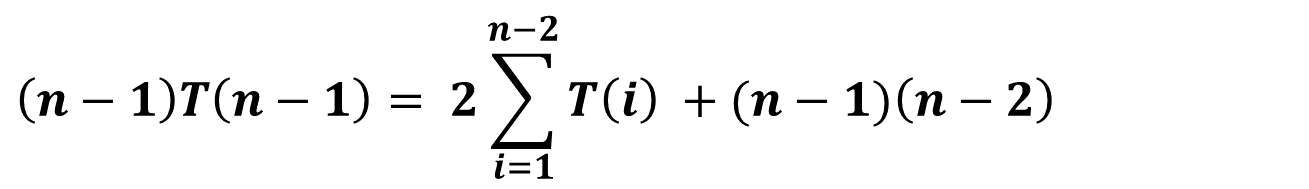 (n − 1)T(n − 1) = 2 ∑_{i=1}^{n−2} T(i) + (n − 1)(n − 2)